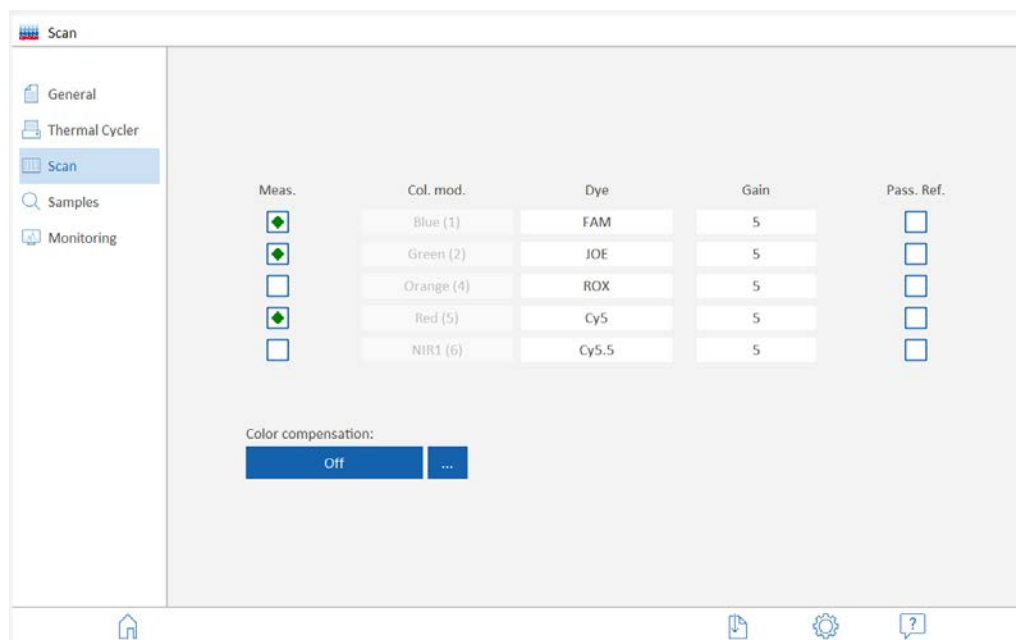 Scan
General
Thermal Cycler
Scan
Samples
Monitoring
Meas. Col. mod. Dye Gain Pass. Ref.
Blue (1) FAM 5
Green (2) JOE 5
Orange (4) ROX 5
Red (5) Cy5 5
NIR1 (6) Cy5.5 5
Color compensation:
Off ...
?